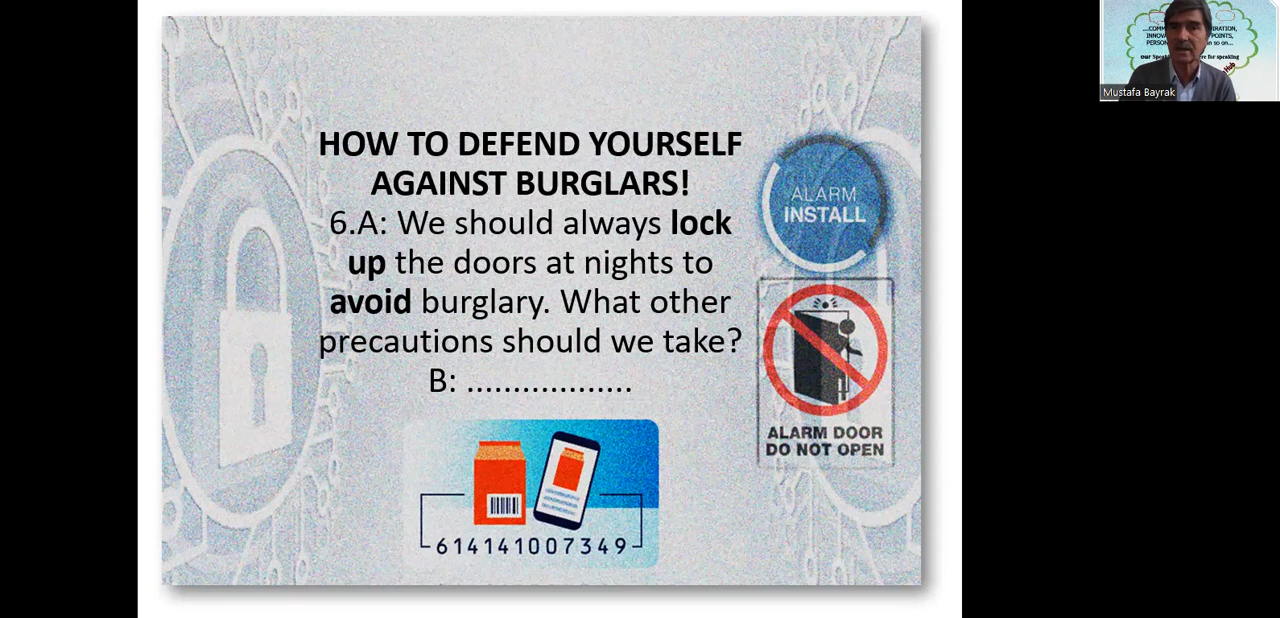 HOW TO DEFEND YOURSELF
AGAINST BURGLARS!
6.A: We should always lock
up the doors at nights to
avoid burglary. What other
precautions should we take?
B: ..................
ALARM
INSTALL
ALARM DOOR
DO NOT OPEN
614141007349
Mustafa Bayrak